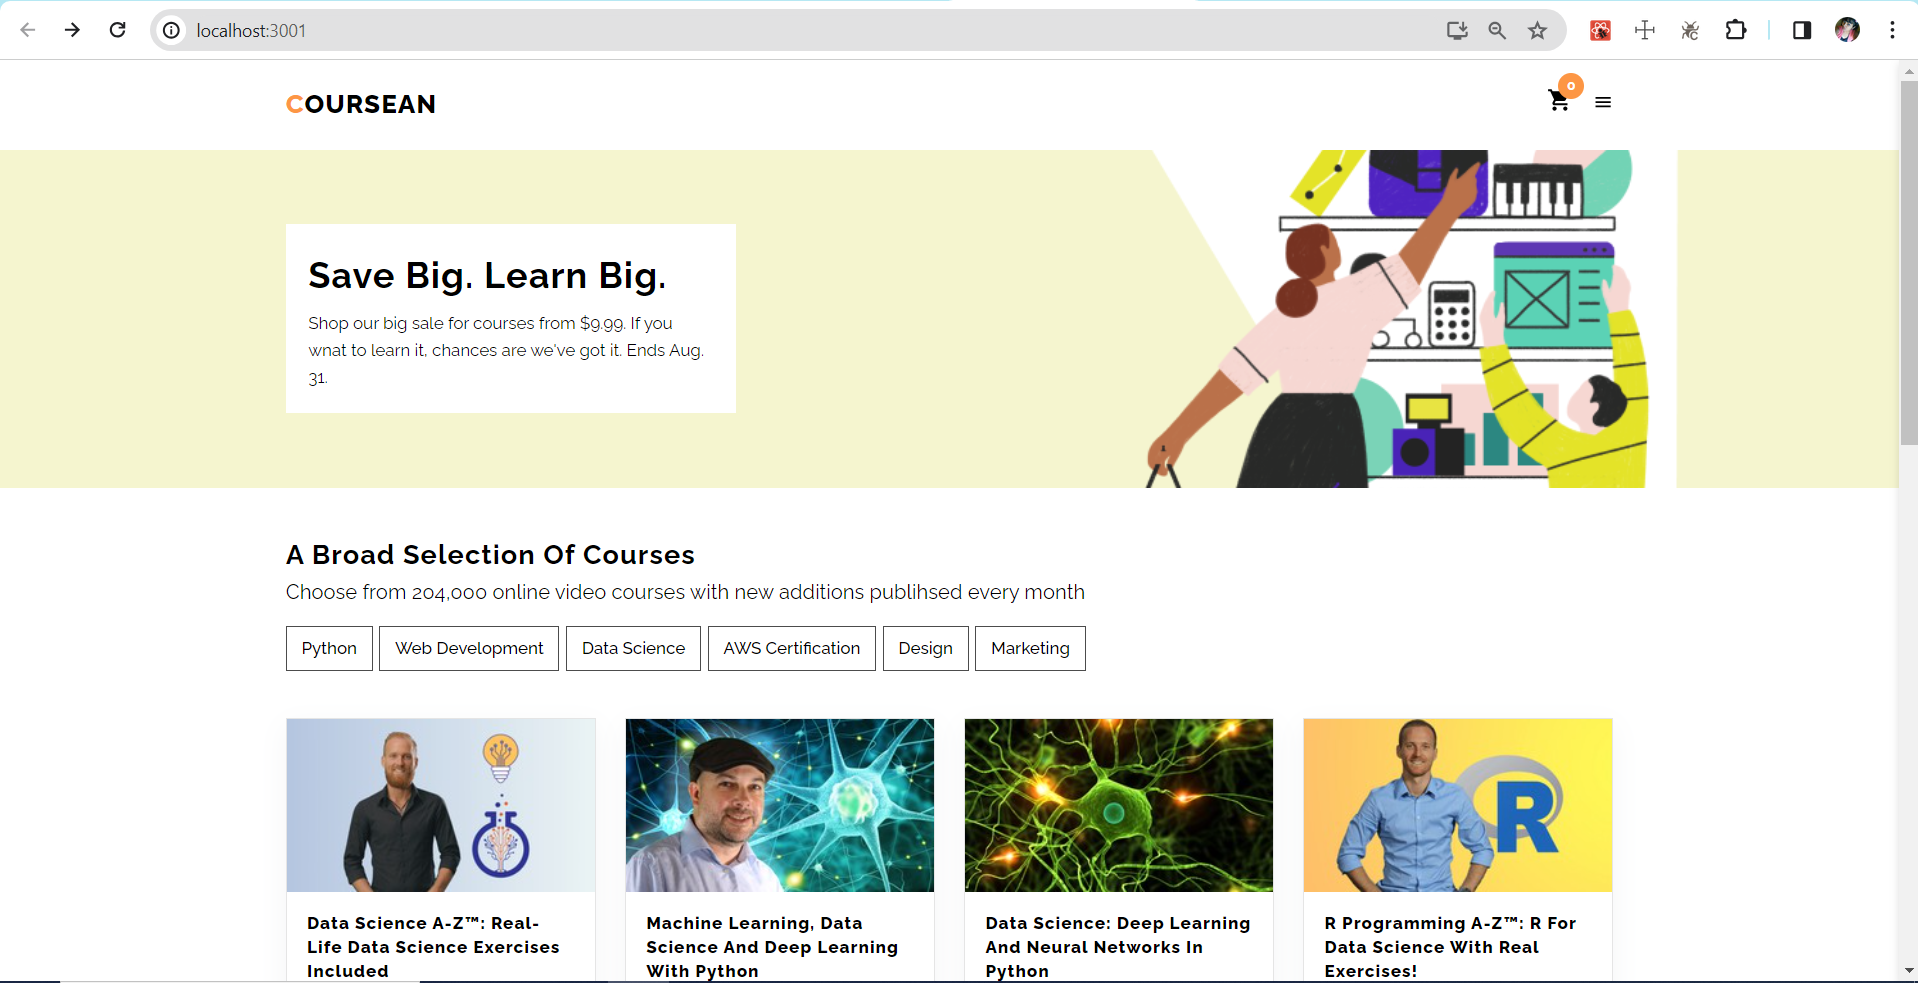 localhost:3001
COURSEAN
0
Save Big. Learn Big.
Shop our big sale for courses from $9.99. If you
wnat to learn it, chances are we've got it. Ends Aug.
31.
A Broad Selection Of Courses
Choose from 204,000 online video courses with new additions publihsed every month
Python Web Development Data Science AWS Certification Design Marketing
R
Data Science A-Z™: Real-
Life Data Science Exercises
Included
Machine Learning, Data
Science And Deep Learning
With Python
Data Science: Deep Learning
And Neural Networks In
Python
R Programming A-Z™: R For
Data Science With Real
Exercises!